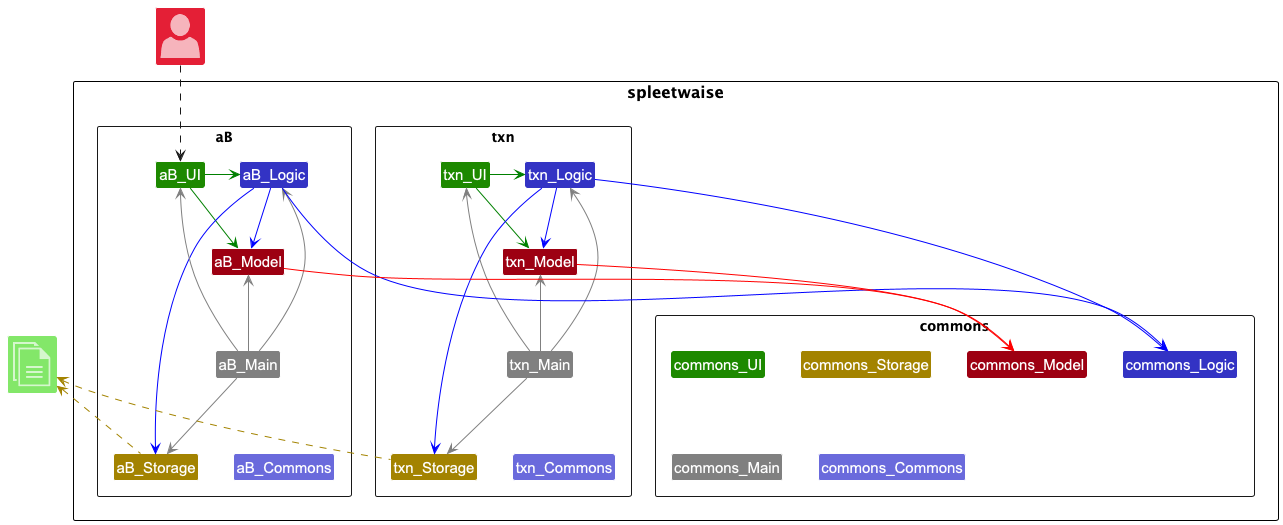 spleetwaise
aB
aB_UI
aB_Logic
aB_Model
aB_Main
aB_Storage
aB_Commons
txn
txn_UI
txn_Logic
txn_Model
txn_Main
txn_Storage
txn_Commons
commons
commons_UI
commons_Storage
commons_Model
commons_Logic
commons_Main
commons_Commons